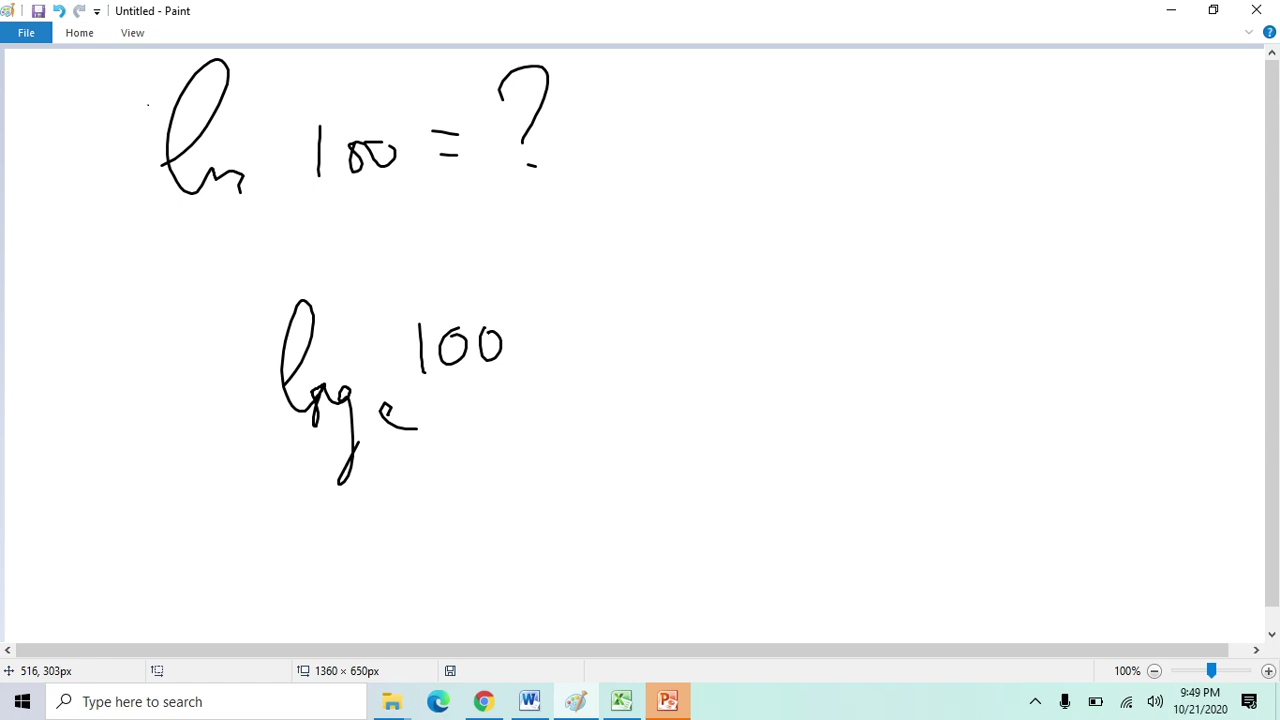 Untitled - Paint
File Home View
ln 100 = ?
log e 100
516, 303px 1360 × 650px 100%
Type here to search
9:49 PM
10/21/2020